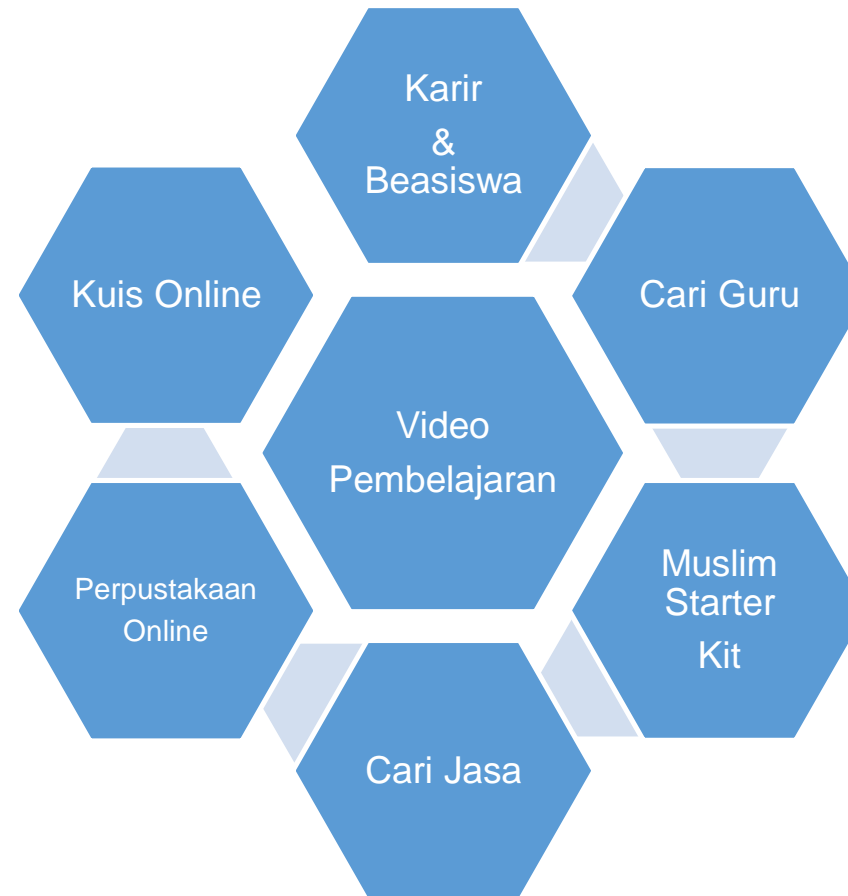 Karir
&
Beasiswa
Kuis Online
Cari Guru
Video
Pembelajaran
Perpustakaan
Online
Muslim
Starter
Kit
Cari Jasa